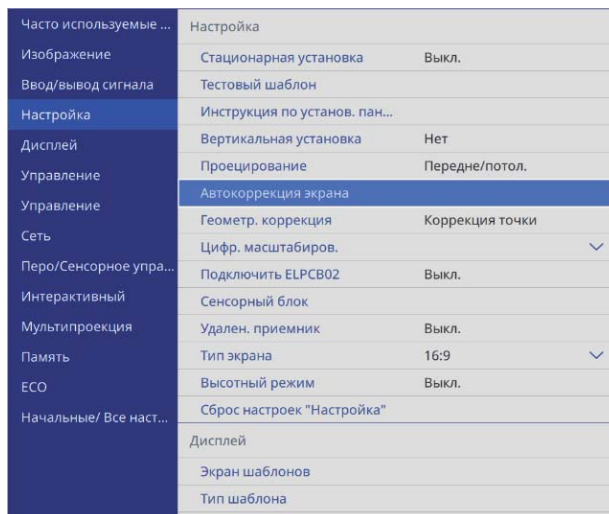 Часто используемые ...
Изображение
Ввод/вывод сигнала
Настройка
Дисплей
Управление
Управление
Сеть
Перо/Сенсорное упра...
Интерактивный
Мультипроекция
Память
ECO
Начальные/ Все наст...
Настройка
Стационарная установка Выкл.
Тестовый шаблон
Инструкция по установ. пан...
Вертикальная установка Нет
Проецирование Передне/потол.
Автокоррекция экрана
Геометр. коррекция Коррекция точки
Цифр. масштабиров.
Подключить ELPCB02 Выкл.
Сенсорный блок
Удален. приемник Выкл.
Тип экрана 16:9
Высотный режим Выкл.
Сброс настроек "Настройка"
Дисплей
Экран шаблонов
Тип шаблона